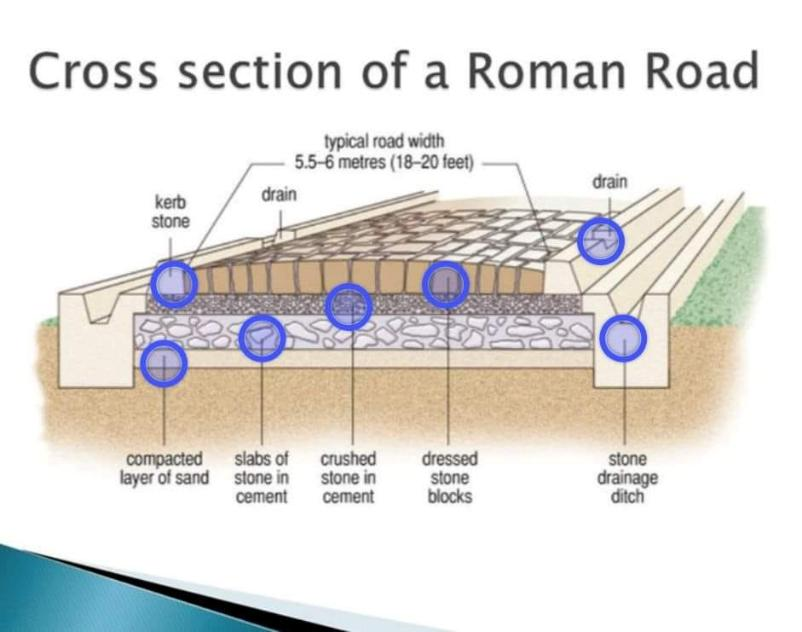 Cross section of a Roman Road
typical road width
5.5–6 metres (18–20 feet)
drain
drain
kerb
stone
compacted
layer of sand
slabs of
stone in
cement
crushed
stone in
cement
dressed
stone
blocks
stone
drainage
ditch